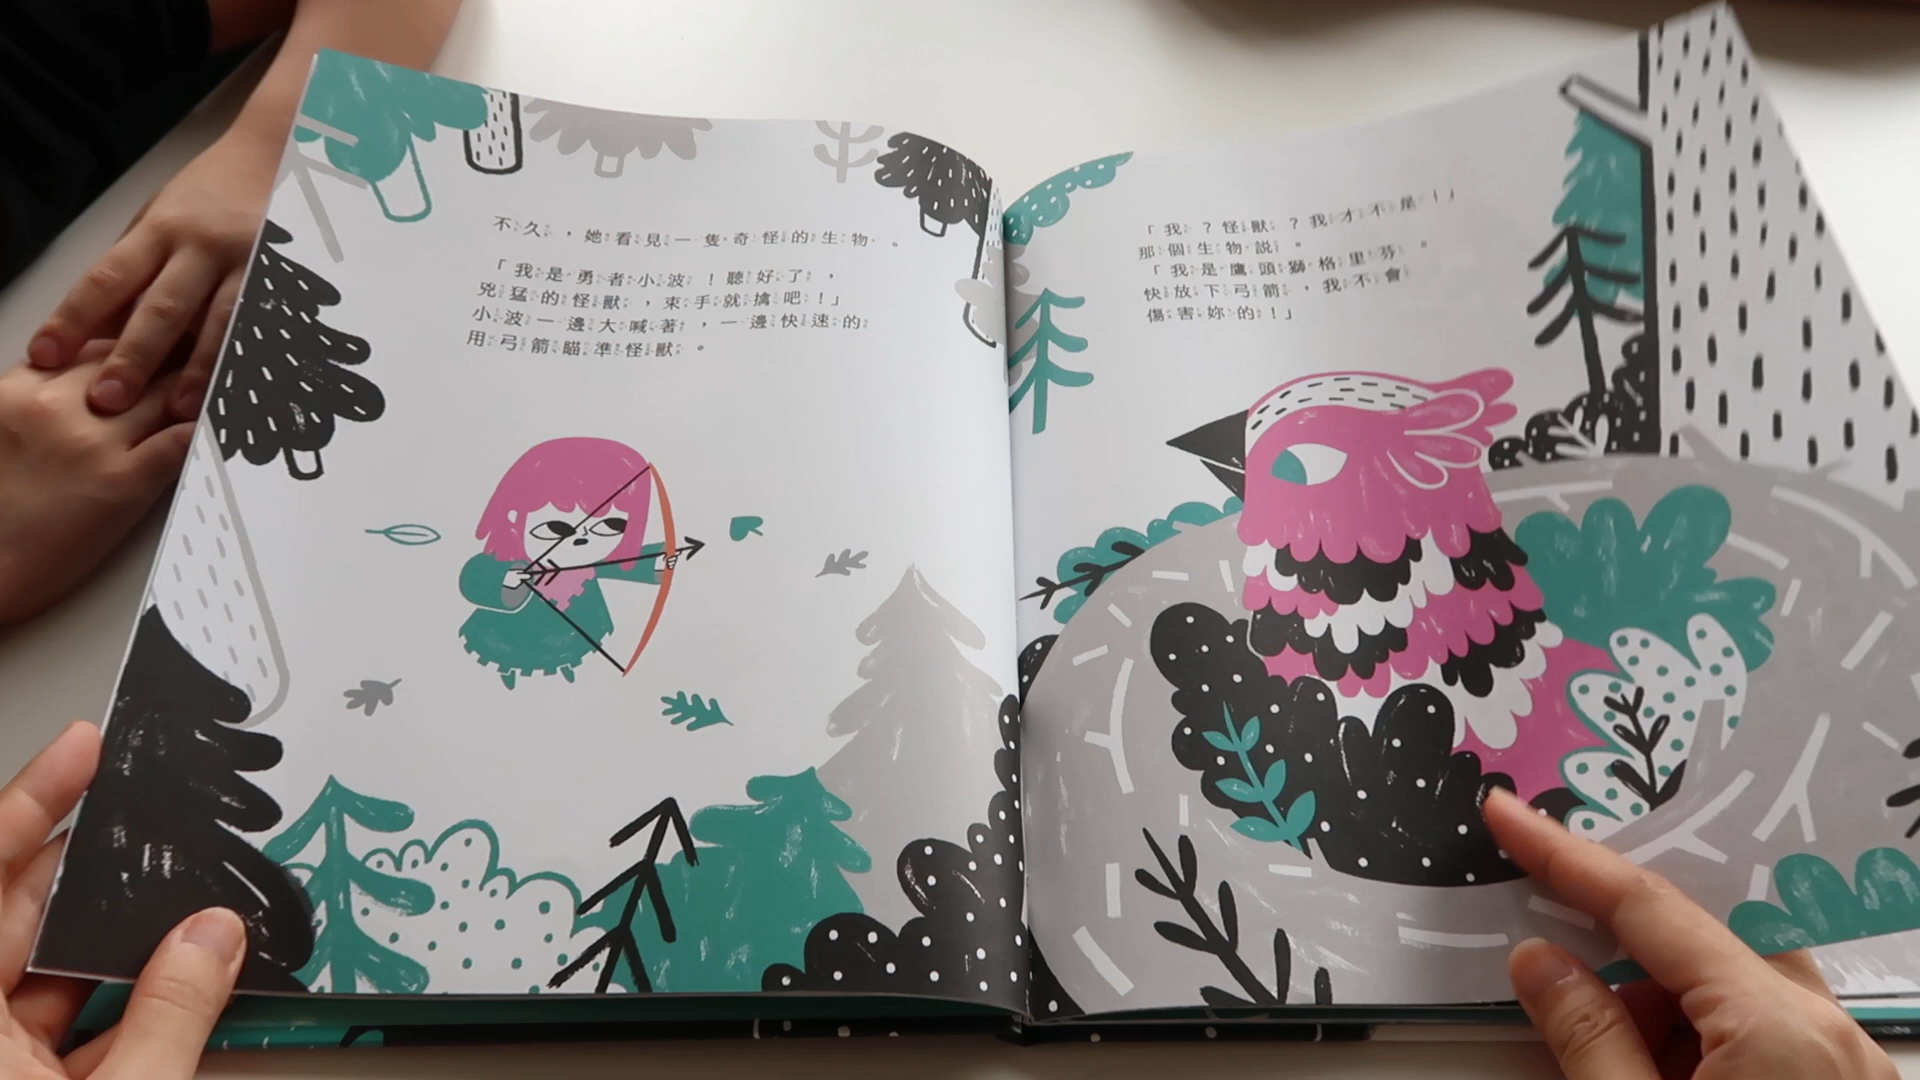 不久，她看見一隻奇怪的生物。
「我是勇者小波！聽好了，
兇猛的怪獸，束手就擒吧！」
小波一邊大喊著，一邊快速的
用弓箭瞄準怪獸。
「我？怪獸？我才不是！」
那個生物說。
「我是鷹頭獅格里芬。
快放下弓箭，我不會
傷害妳的！」